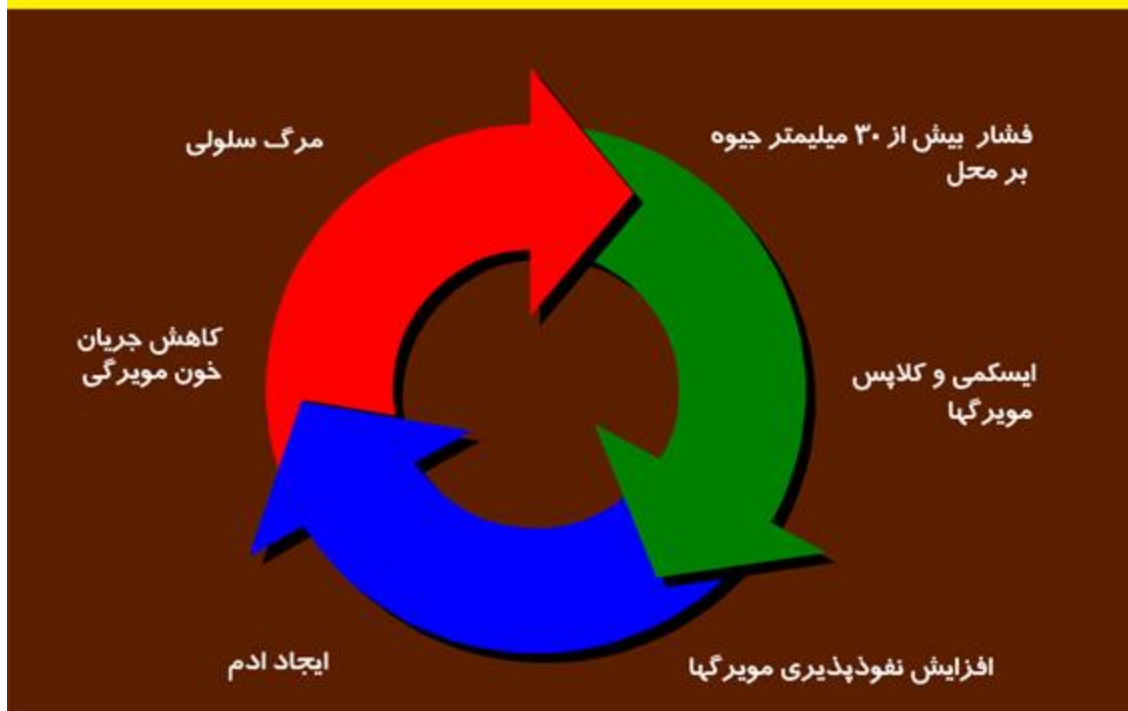 فشار بیش از ۳۰ میلیمتر جیوه
بر محل
ایسکمی و کلاپس
مویرگها
افزایش نفوذپذیری مویرگها
ایجاد ادم
کاهش جریان
خون مویرگی
مرگ سلولی